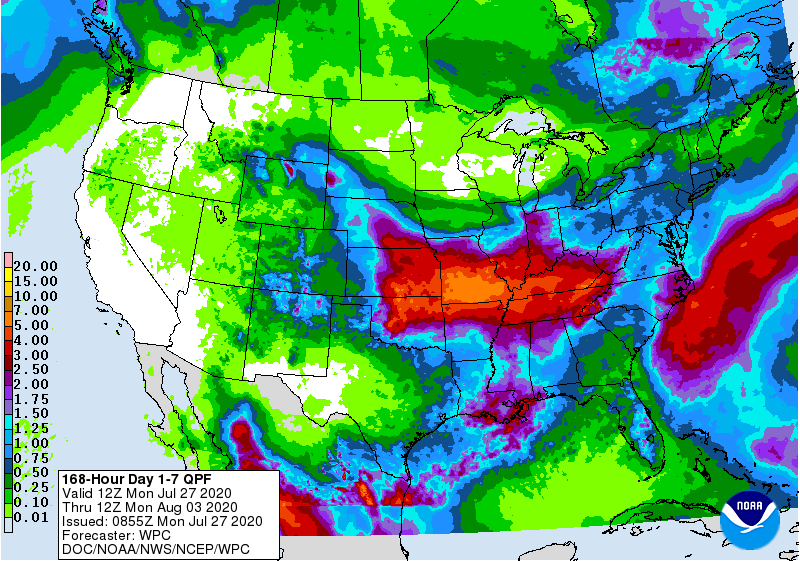 20.00
15.00
10.00
7.00
5.00
4.00
3.00
2.50
2.00
1.75
1.50
1.25
1.00
0.75
0.50
0.25
0.10
0.01
168-Hour Day 1-7 QPF
Valid 12Z Mon Jul 27 2020
Thru 12Z Mon Aug 03 2020
Issued: 0855Z Mon Jul 27 2020
Forecaster: WPC
DOC/NOAA/NWS/NCEP/WPC
NOAA